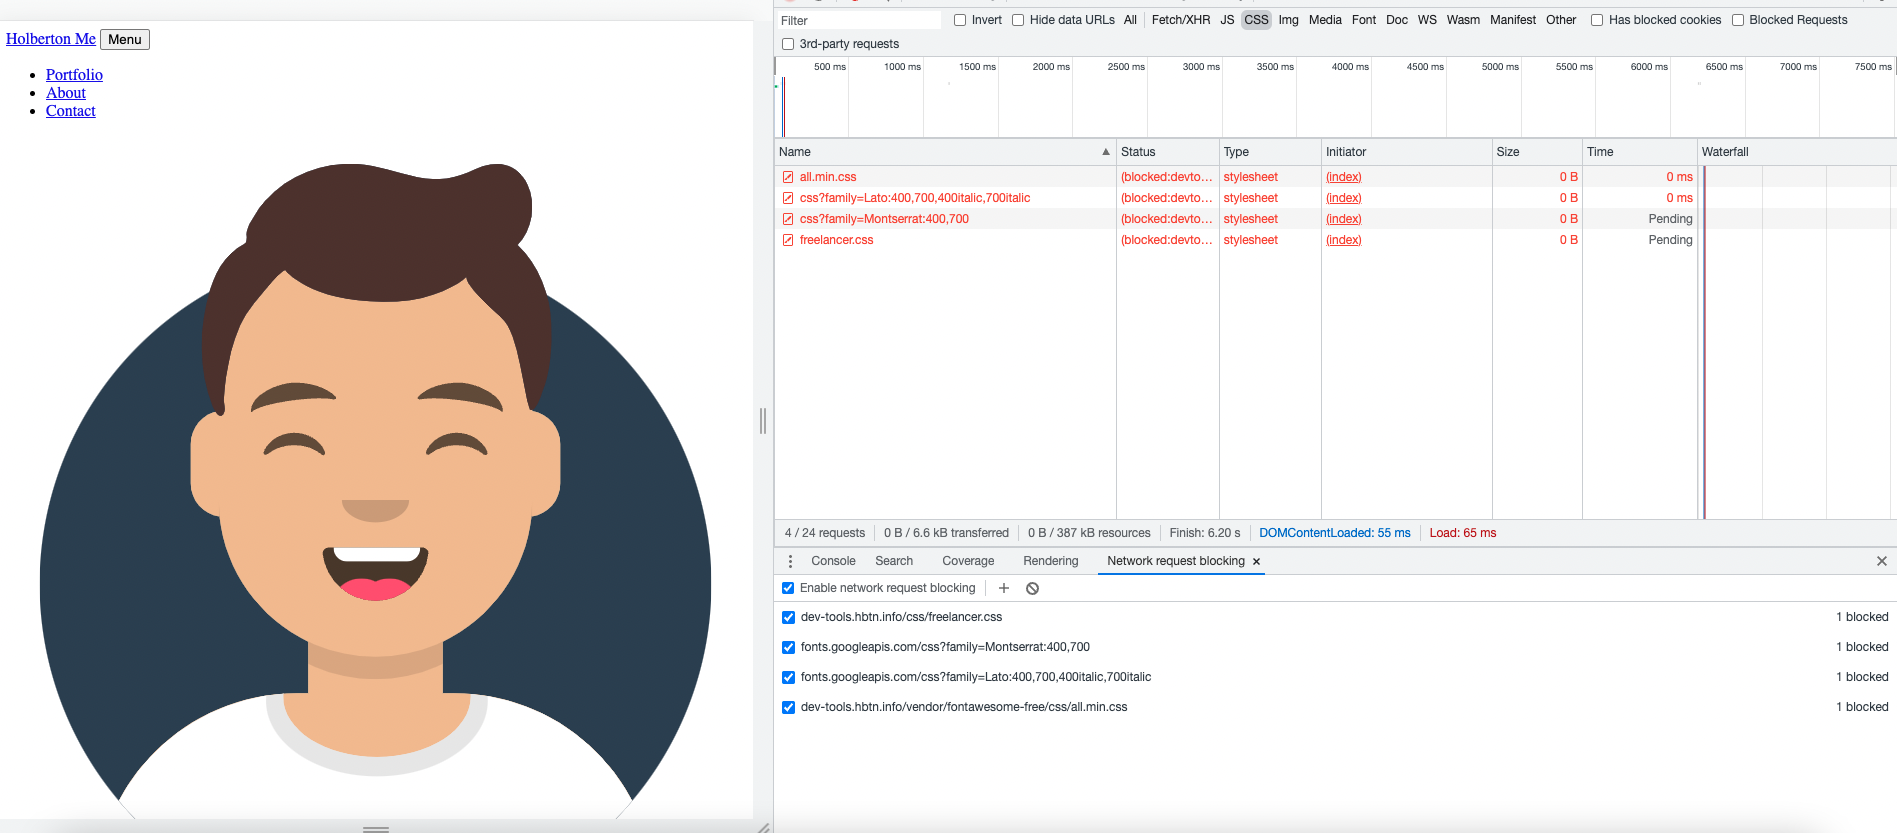 Holberton Me Menu
Portfolio
About
Contact
Filter Invert Hide data URLs All Fetch/XHR JS CSS Img Media Font Doc WS Wasm Manifest Other Has blocked cookies Blocked Requests
3rd-party requests
500 ms 1000 ms 1500 ms 2000 ms 2500 ms 3000 ms 3500 ms 4000 ms 4500 ms 5000 ms 5500 ms 6000 ms 6500 ms 7000 ms 7500 ms
Name Status Type Initiator Size Time Waterfall
all.min.css (blocked:devto… stylesheet (index) 0 B 0 ms
css?family=Lato:400,700,400italic,700italic (blocked:devto… stylesheet (index) 0 B 0 ms
css?family=Montserrat:400,700 (blocked:devto… stylesheet (index) 0 B Pending
freelancer.css (blocked:devto… stylesheet (index) 0 B Pending
4 / 24 requests 0 B / 6.6 kB transferred 0 B / 387 kB resources Finish: 6.20 s DOMContentLoaded: 55 ms Load: 65 ms
Console Search Coverage Rendering Network request blocking ×
Enable network request blocking
dev-tools.hbtn.info/css/freelancer.css 1 blocked
fonts.googleapis.com/css?family=Montserrat:400,700 1 blocked
fonts.googleapis.com/css?family=Lato:400,700,400italic,700italic 1 blocked
dev-tools.hbtn.info/vendor/fontawesome-free/css/all.min.css 1 blocked